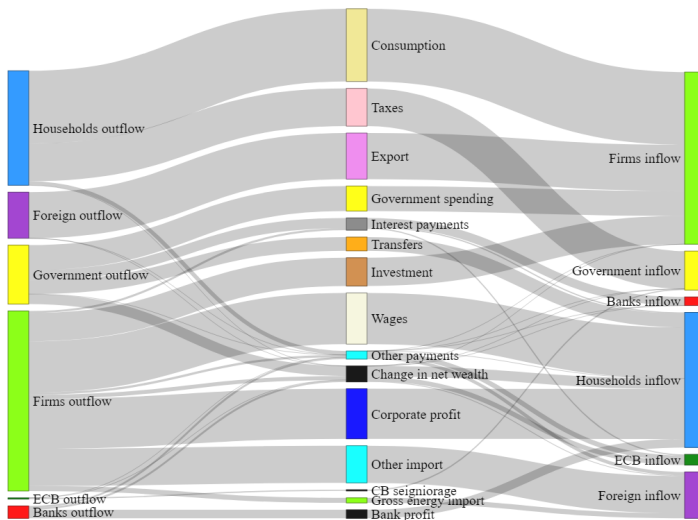 Households outflow
Foreign outflow
Government outflow
Firms outflow
ECB outflow
Banks outflow
Consumption
Taxes
Export
Government spending
Interest payments
Transfers
Investment
Wages
Other payments
Change in net wealth
Corporate profit
Other import
CB seigniorage
Gross energy import
Bank profit
Firms inflow
Government inflow
Banks inflow
Households inflow
ECB inflow
Foreign inflow